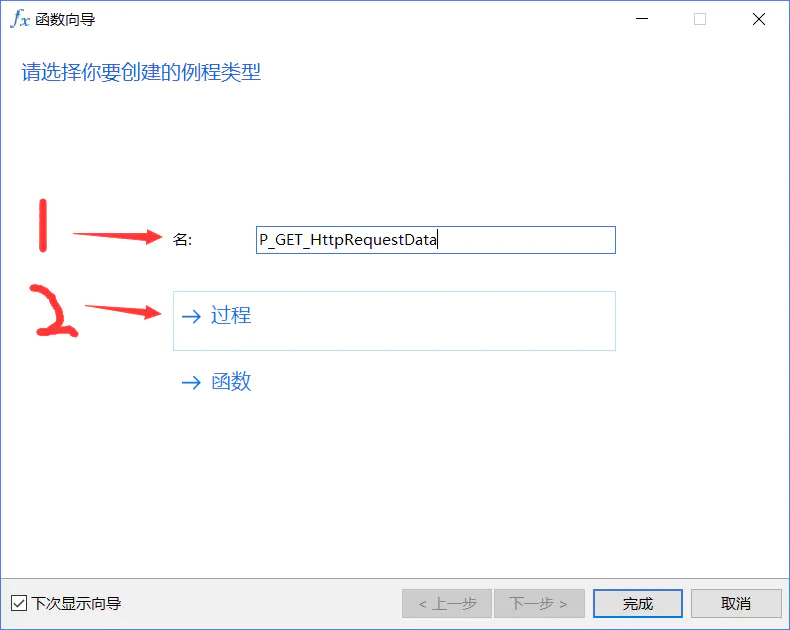 fx 函数向导
请选择你要创建的例程类型
1
名: P_GET_HttpRequestData
2
→ 过程
→ 函数
下次显示向导 < 上一步 下一步 > 完成 取消